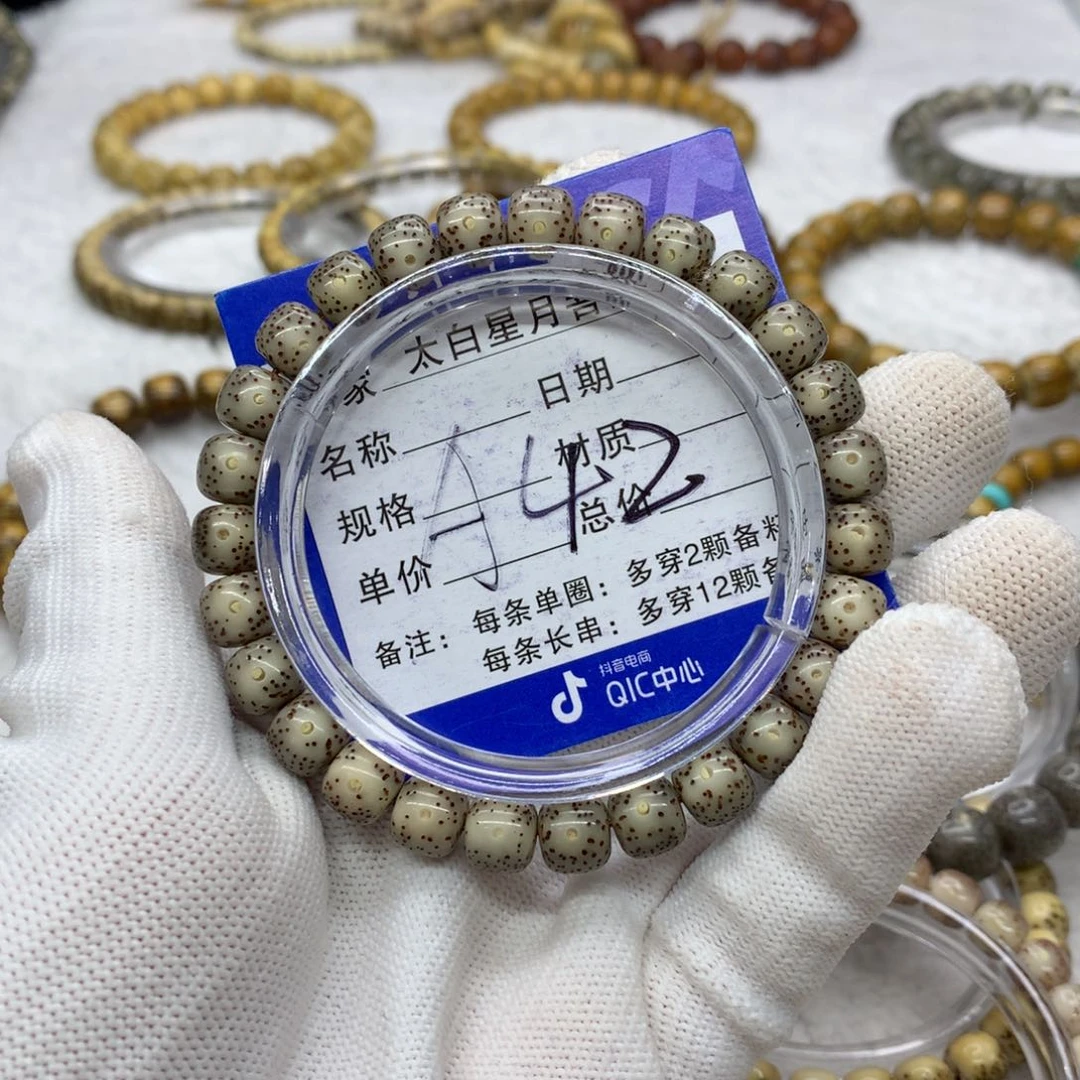 太白星月
家
日期
名称
材质
规格
总价
单价
A42
备注： 每条单圈： 多穿2颗备料
每条长串： 多穿12颗备
抖音电商
QIC中心